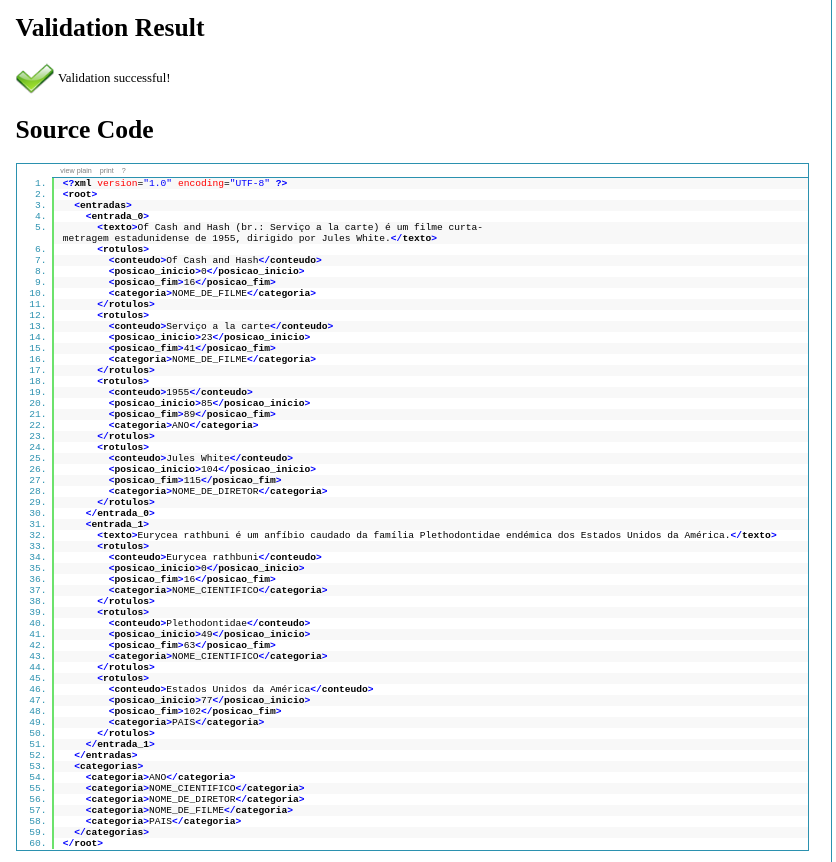 Validation Result
Validation successful!
Source Code
view plain print ?
1. <?xml version="1.0" encoding="UTF-8" ?>
2. <root>
3. <entradas>
4. <entrada_0>
5. <texto>Of Cash and Hash (br.: Serviço a la carte) é um filme curta-
metragem estadunidense de 1955, dirigido por Jules White.</texto>
6. <rotulos>
7. <conteudo>Of Cash and Hash</conteudo>
8. <posicao_inicio>0</posicao_inicio>
9. <posicao_fim>16</posicao_fim>
10. <categoria>NOME_DE_FILME</categoria>
11. </rotulos>
12. <rotulos>
13. <conteudo>Serviço a la carte</conteudo>
14. <posicao_inicio>23</posicao_inicio>
15. <posicao_fim>41</posicao_fim>
16. <categoria>NOME_DE_FILME</categoria>
17. </rotulos>
18. <rotulos>
19. <conteudo>1955</conteudo>
20. <posicao_inicio>85</posicao_inicio>
21. <posicao_fim>89</posicao_fim>
22. <categoria>ANO</categoria>
23. </rotulos>
24. <rotulos>
25. <conteudo>Jules White</conteudo>
26. <posicao_inicio>104</posicao_inicio>
27. <posicao_fim>115</posicao_fim>
28. <categoria>NOME_DE_DIRETOR</categoria>
29. </rotulos>
30. </entrada_0>
31. <entrada_1>
32. <texto>Eurycea rathbuni é um anfíbio caudado da família Plethodontidae endémica dos Estados Unidos da América.</texto>
33. <rotulos>
34. <conteudo>Eurycea rathbuni</conteudo>
35. <posicao_inicio>0</posicao_inicio>
36. <posicao_fim>16</posicao_fim>
37. <categoria>NOME_CIENTIFICO</categoria>
38. </rotulos>
39. <rotulos>
40. <conteudo>Plethodontidae</conteudo>
41. <posicao_inicio>49</posicao_inicio>
42. <posicao_fim>63</posicao_fim>
43. <categoria>NOME_CIENTIFICO</categoria>
44. </rotulos>
45. <rotulos>
46. <conteudo>Estados Unidos da América</conteudo>
47. <posicao_inicio>77</posicao_inicio>
48. <posicao_fim>102</posicao_fim>
49. <categoria>PAIS</categoria>
50. </rotulos>
51. </entrada_1>
52. </entradas>
53. <categorias>
54. <categoria>ANO</categoria>
55. <categoria>NOME_CIENTIFICO</categoria>
56. <categoria>NOME_DE_DIRETOR</categoria>
57. <categoria>NOME_DE_FILME</categoria>
58. <categoria>PAIS</categoria>
59. </categorias>
60. </root>